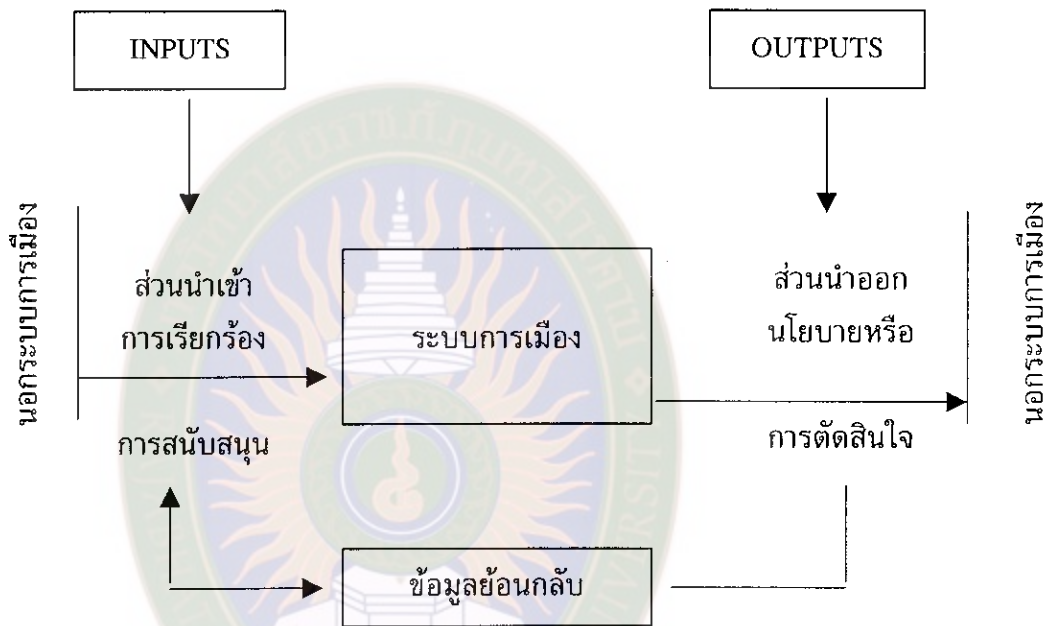 INPUTS
OUTPUTS
นอกระบบการเมือง
ส่วนนำเข้า
การเรียกร้อง
การสนับสนุน
ระบบการเมือง
ส่วนนำออก
นโยบายหรือ
การตัดสินใจ
นอกระบบการเมือง
ข้อมูลย้อนกลับ